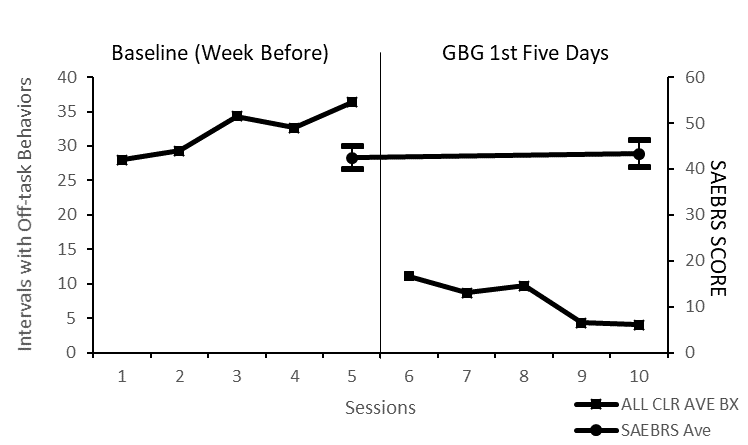 Baseline (Week Before)
GBG 1st Five Days
40
35
30
25
20
15
10
5
0
Intervals with Off-task Behaviors
60
50
40
30
20
10
0
SAEBRS SCORE
1 2 3 4 5 6 7 8 9 10
Sessions
ALL CLR AVE BX
SAEBRS Ave